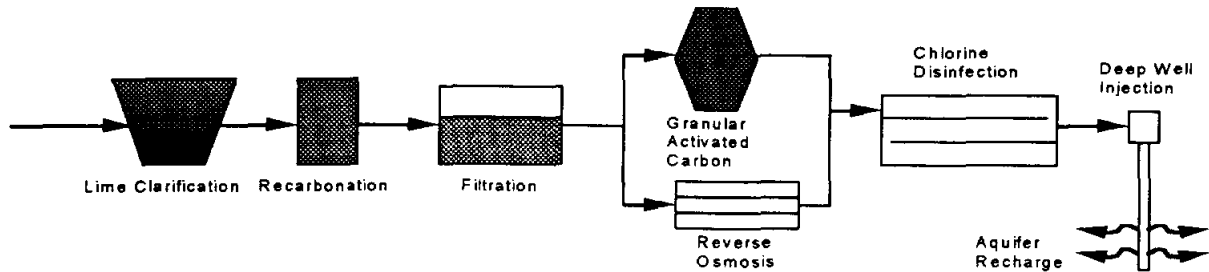 Lime Clarification
Recarbonation
Filtration
Granular
Activated
Carbon
Reverse
Osmosis
Chlorine
Disinfection
Deep Well
Injection
Aquifer
Recharge